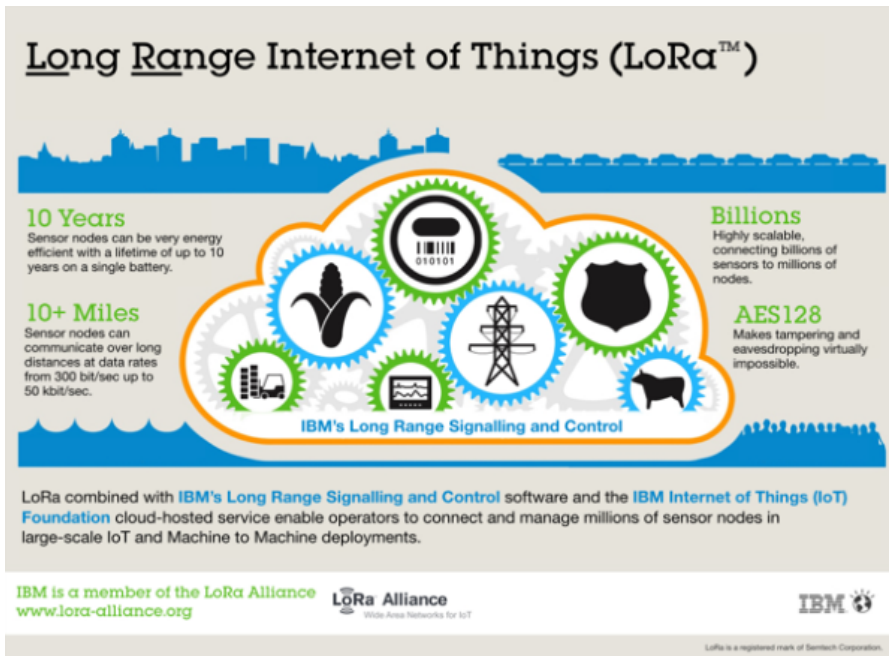 Long Range Internet of Things (LoRa™)
10 Years
Sensor nodes can be very energy
efficient with a lifetime of up to 10
years on a single battery.
10+ Miles
Sensor nodes can
communicate over long
distances at data rates
from 300 bit/sec up to
50 kbit/sec.
010101
Billions
Highly scalable,
connecting billions of
sensors to millions of
nodes.
AES128
Makes tampering and
eavesdropping virtually
impossible.
IBM's Long Range Signalling and Control
LoRa combined with IBM's Long Range Signalling and Control software and the IBM Internet of Things (IoT)
Foundation cloud-hosted service enable operators to connect and manage millions of sensor nodes in
large-scale IoT and Machine to Machine deployments.
IBM is a member of the LoRa Alliance
www.lora-alliance.org
LoRa Alliance
Wide Area Networks for IoT
IBM
LoRa is a registered mark of Semtech Corporation.